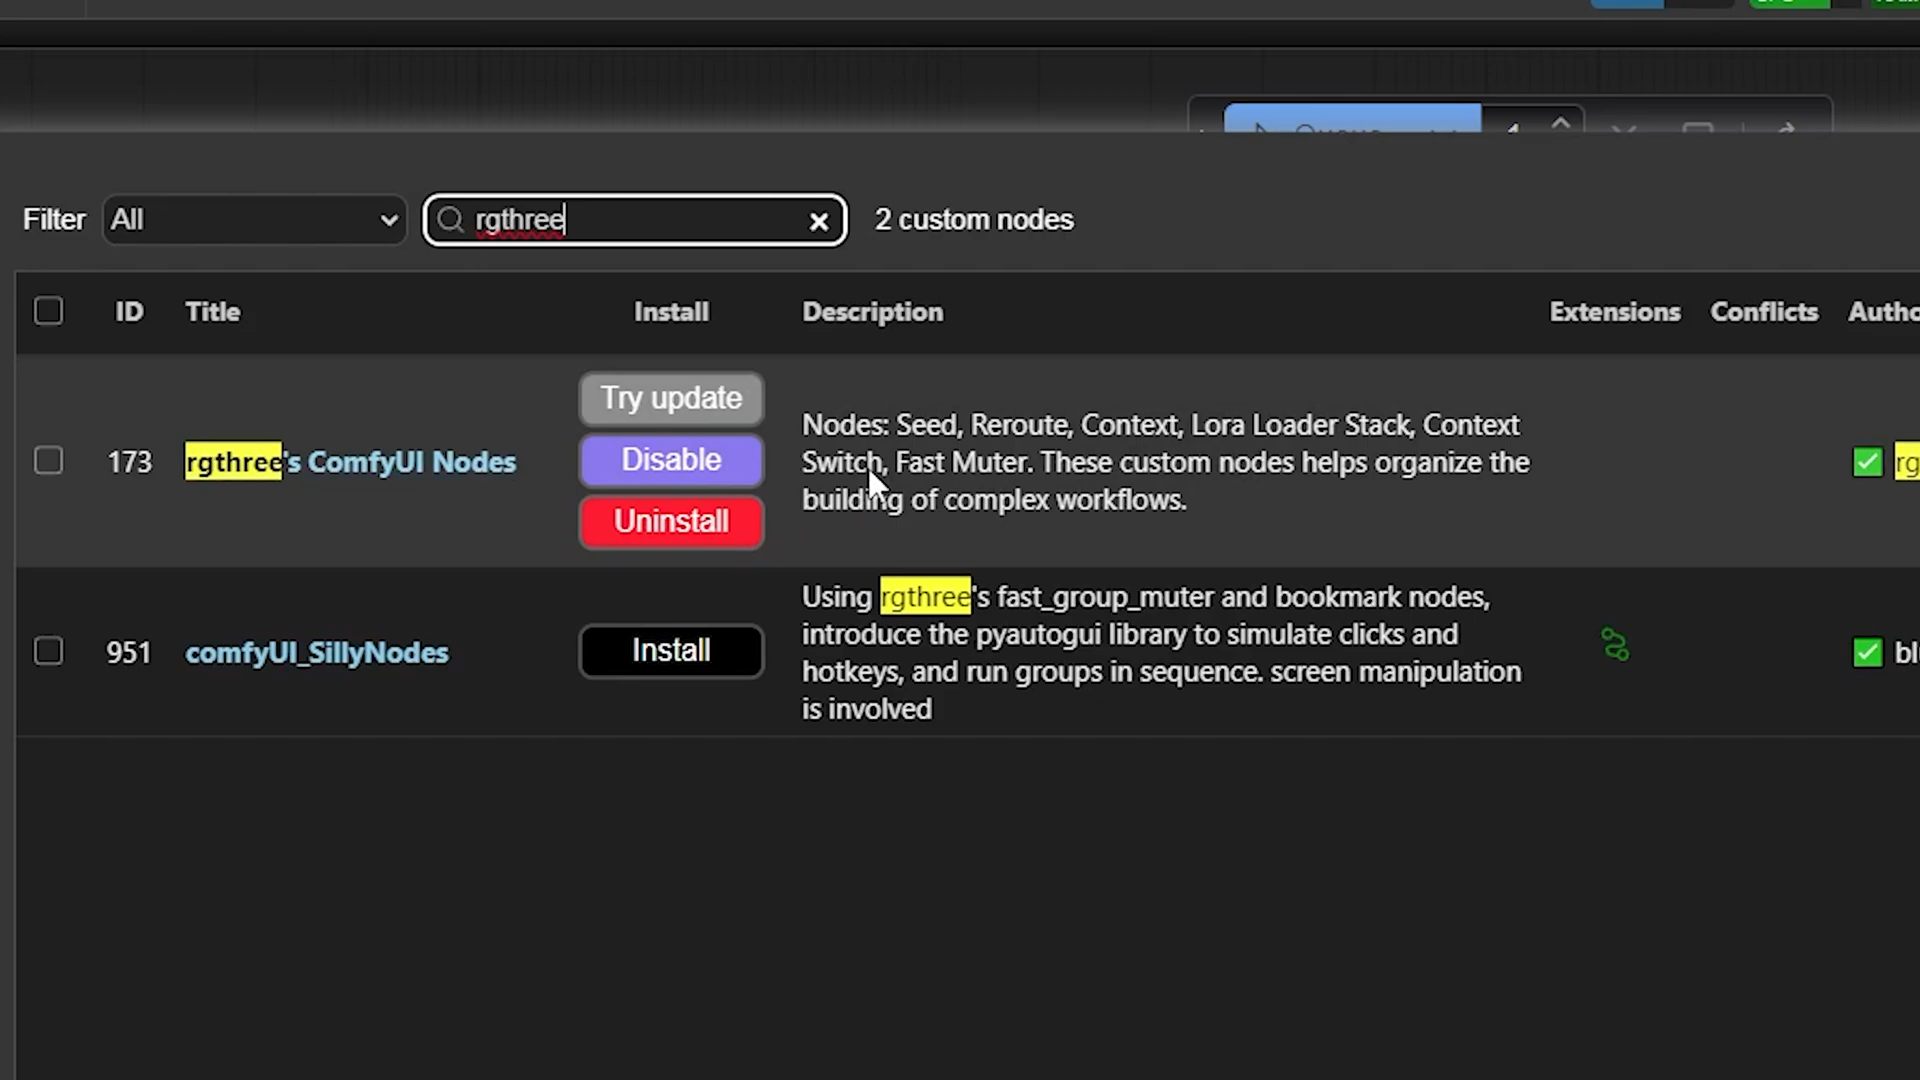 Filter All rgthree 2 custom nodes
ID Title Install Description Extensions Conflicts
173 rgthree's ComfyUI Nodes
Try update
Disable
Uninstall
Nodes: Seed, Reroute, Context, Lora Loader Stack, Context
Switch, Fast Muter. These custom nodes helps organize the
building of complex workflows.
rg
951 comfyUI_SillyNodes
Install
Using rgthree's fast_group_muter and bookmark nodes,
introduce the pyautogui library to simulate clicks and
hotkeys, and run groups in sequence. screen manipulation
is involved